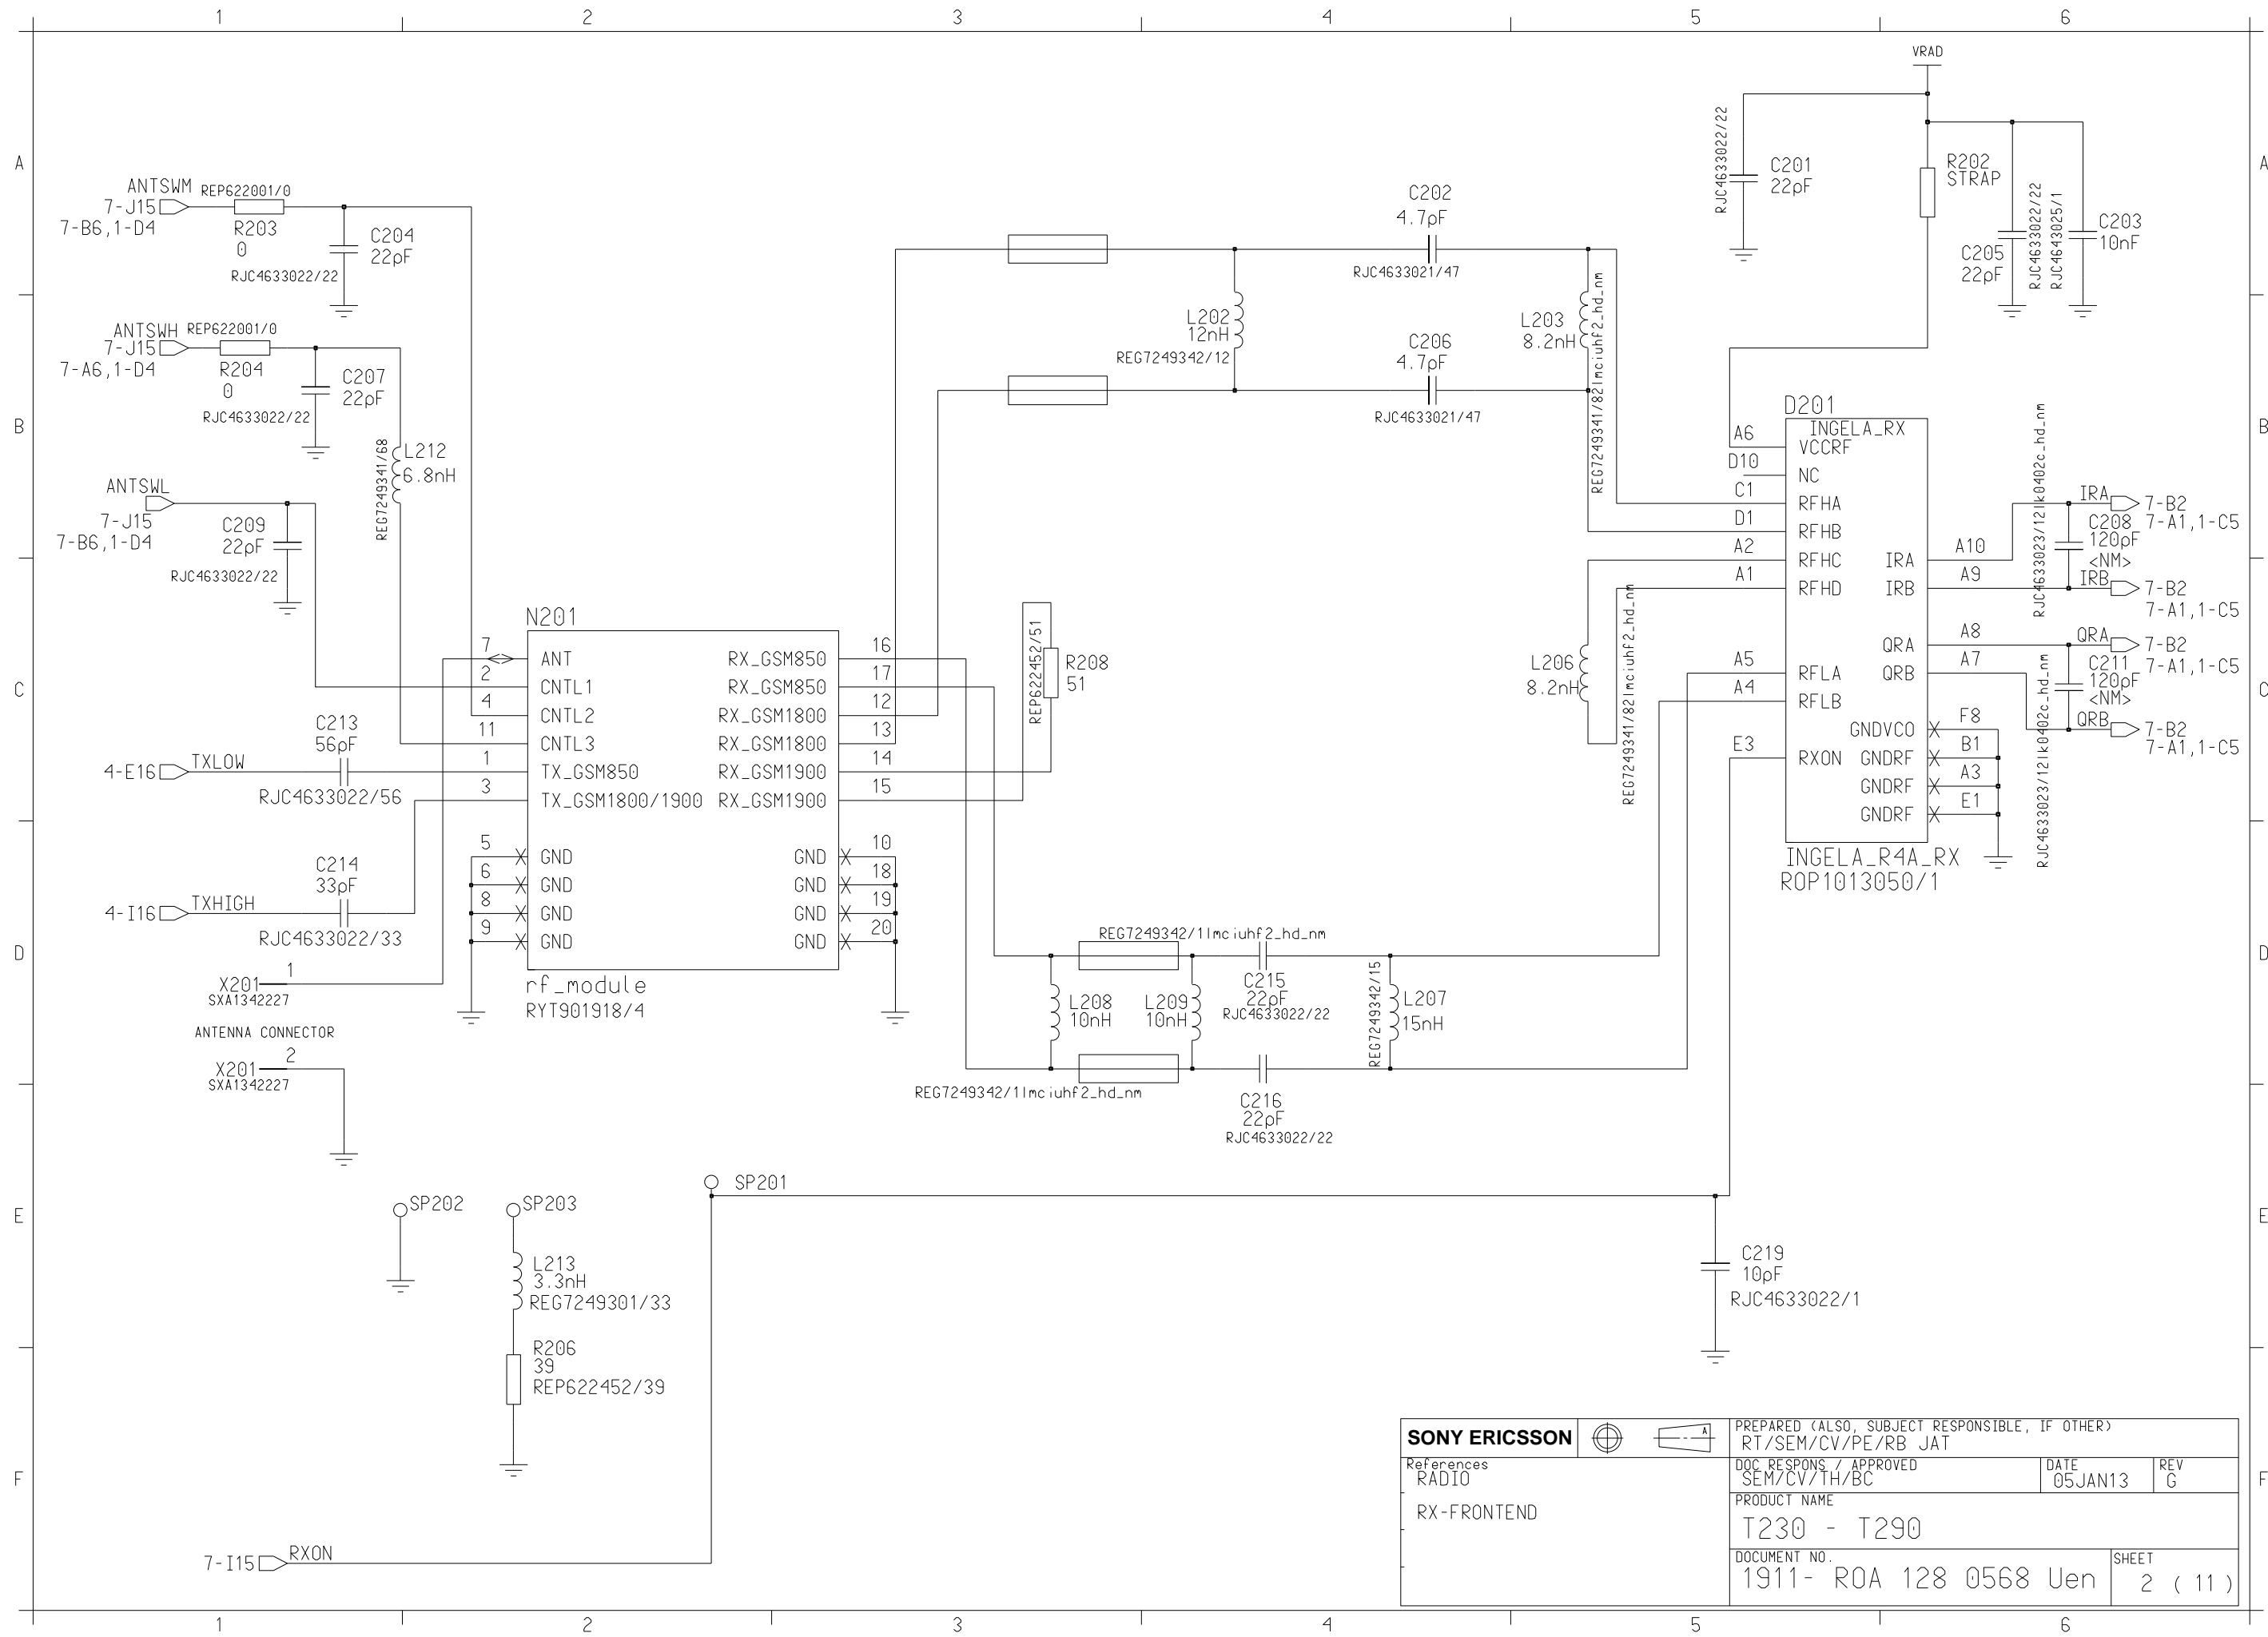 1 2 3 4 5 6
A A
B B
C C
D D
E E
F F
VRAD
RJC4633022/22
C201
22pF
R202
STRAP
RJC4633022/22
RJC4643025/1
C203
10nF
C205
22pF
ANTSWM
REP622001/0
7-J15
7-B6,1-D4
R203
0
C204
22pF
RJC4633022/22
ANTSWH
REP622001/0
7-J15
7-A6,1-D4
R204
0
C207
22pF
RJC4633022/22
REG7249341/68
L212
6.8nH
ANTSWL
7-J15
7-B6,1-D4
C209
22pF
RJC4633022/22
C202
4.7pF
RJC4633021/47
L202
12nH
REG7249342/12
C206
4.7pF
RJC4633021/47
L203
8.2nH
REG7249341/82lmciuhf2_hd_nm
D201
INGELA_RX
A6 VCCRF
D10 NC
C1 RFHA
D1 RFHB
A2 RFHC
A1 RFHD
A5 RFLA
A4 RFLB
E3 RXON
IRA A10
IRB A9
QRA A8
QRB A7
GNDVCO F8
GNDRF B1
GNDRF A3
GNDRF E1
INGELA_R4A_RX
ROP1013050/1
RJC4633023/121k0402c_hd_nm
IRA
7-B2
7-A1,1-C5
C208
120pF
<NM>
IRB
7-B2
7-A1,1-C5
QRA
7-B2
7-A1,1-C5
C211
120pF
<NM>
QRB
7-B2
7-A1,1-C5
RJC4633023/121k0402c_hd_nm
L206
8.2nH
REG7249341/82lmciuhf2_hd_nm
N201
7 ANT
2 CNTL1
4 CNTL2
11 CNTL3
1 TX_GSM850
3 TX_GSM1800/1900
5 GND
6 GND
8 GND
9 GND
RX_GSM850 16
RX_GSM850 17
RX_GSM1800 12
RX_GSM1800 13
RX_GSM1900 14
RX_GSM1900 15
GND 10
GND 18
GND 19
GND 20
rf_module
RYT901918/4
REP622452/51
R208
51
C213
56pF
4-E16
TXLOW
RJC4633022/56
C214
33pF
4-I16
TXHIGH
RJC4633022/33
1
X201
SXA1342227
ANTENNA CONNECTOR
2
X201
SXA1342227
REG7249342/1lmciuhf2_hd_nm
L208
10nH
L209
10nH
C215
22pF
RJC4633022/22
REG7249342/15
L207
15nH
REG7249342/1lmciuhf2_hd_nm
C216
22pF
RJC4633022/22
SP201
SP202
SP203
L213
3.3nH
REG7249301/33
R206
39
REP622452/39
C219
10pF
RJC4633022/1
7-I15
RXON
SONY ERICSSON
A
PREPARED (ALSO, SUBJECT RESPONSIBLE, IF OTHER)
RT/SEM/CV/PE/RB JAT
References
RADIO
RX-FRONTEND
DOC RESPONS / APPROVED
SEM/CV/TH/BC
DATE
05JAN13
REV
G
PRODUCT NAME
T230 - T290
DOCUMENT NO.
1911- ROA 128 0568 Uen
SHEET
2 ( 11 )
1 2 3 4 5 6